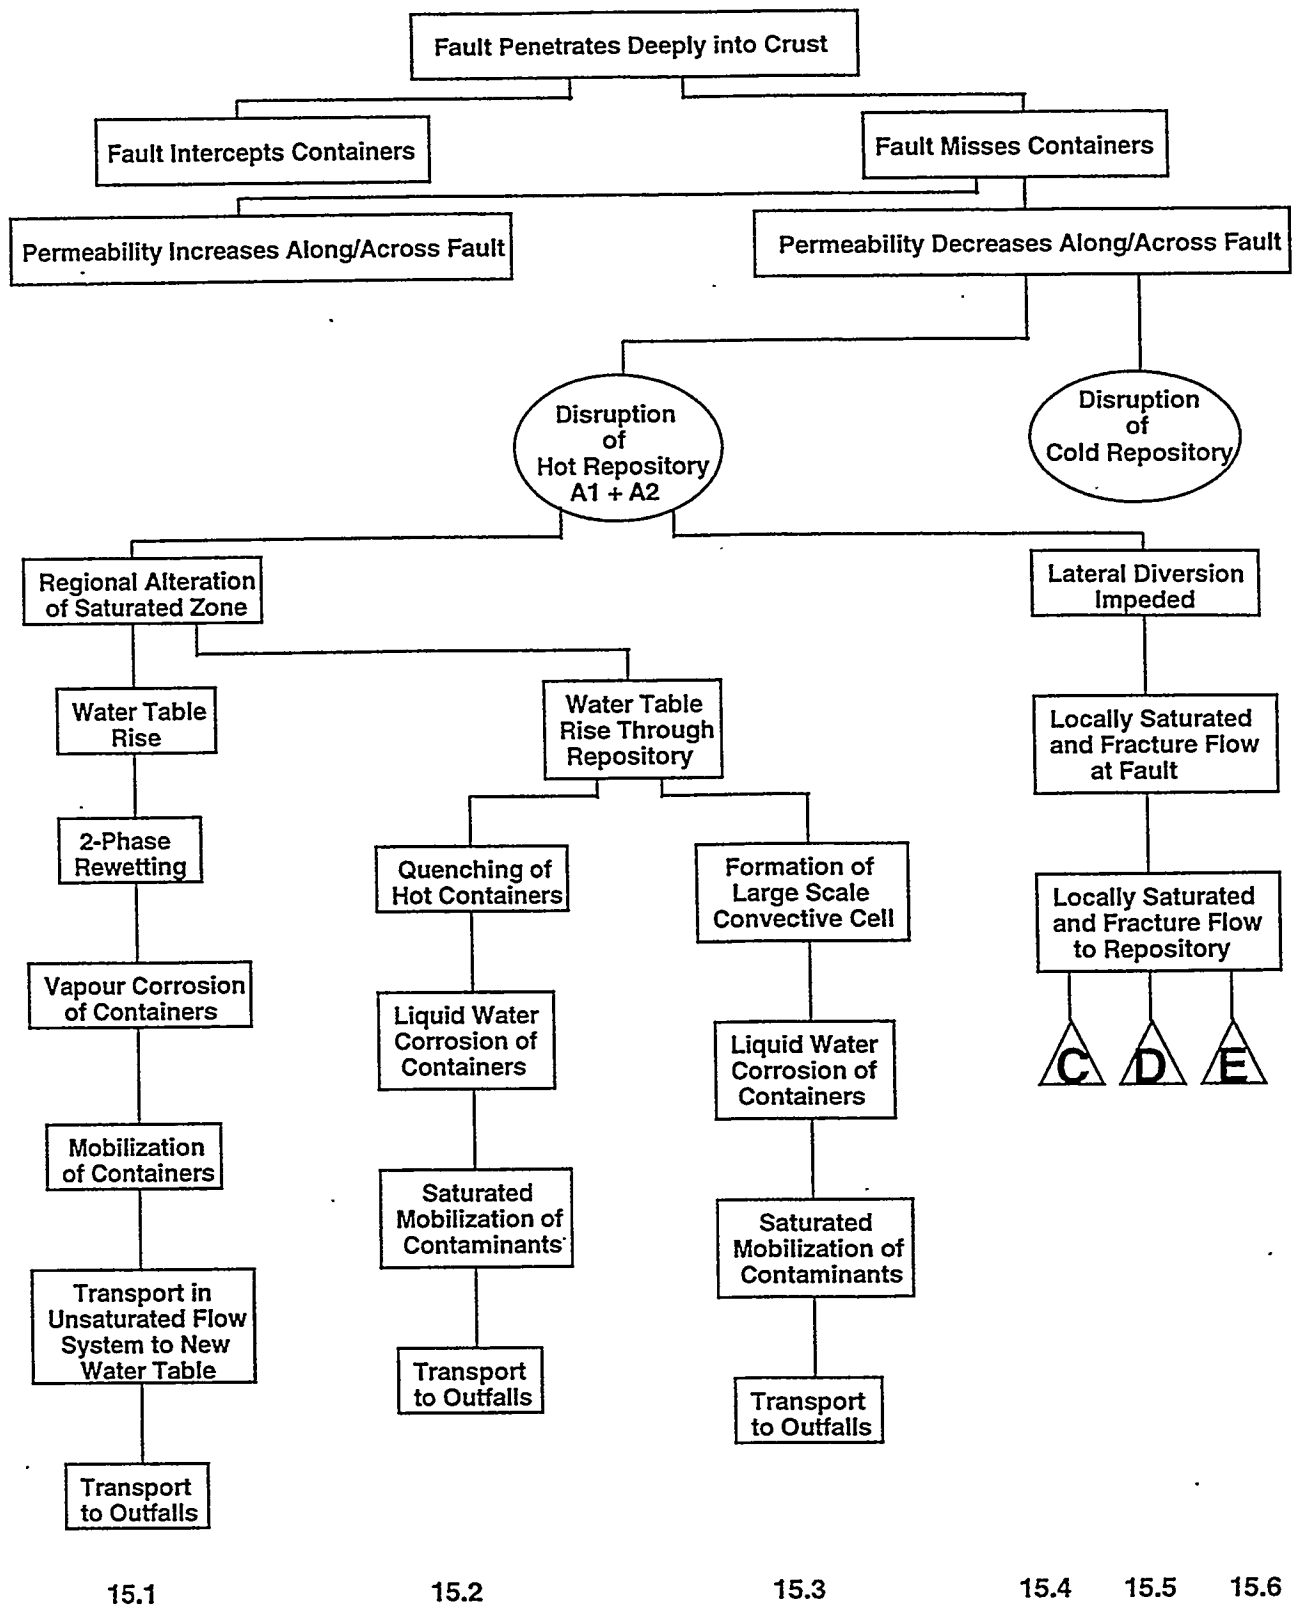 Fault Penetrates Deeply into Crust
Fault Intercepts Containers
Fault Misses Containers
Permeability Increases Along/Across Fault
Permeability Decreases Along/Across Fault
Disruption
of
Hot Repository
A1 + A2
Disruption
of
Cold Repository
Regional Alteration
of Saturated Zone
Lateral Diversion
Impeded
Water Table
Rise
Water Table
Rise Through
Repository
Locally Saturated
and Fracture Flow
at Fault
2-Phase
Rewetting
Quenching of
Hot Containers
Formation of
Large Scale
Convective Cell
Locally Saturated
and Fracture Flow
to Repository
Vapour Corrosion
of Containers
Liquid Water
Corrosion of
Containers
Liquid Water
Corrosion of
Containers
C
D
E
Mobilization
of Containers
Saturated
Mobilization of
Contaminants
Saturated
Mobilization of
Contaminants
Transport in
Unsaturated Flow
System to New
Water Table
Transport
to Outfalls
Transport
to Outfalls
Transport
to Outfalls
15.1
15.2
15.3
15.4
15.5
15.6